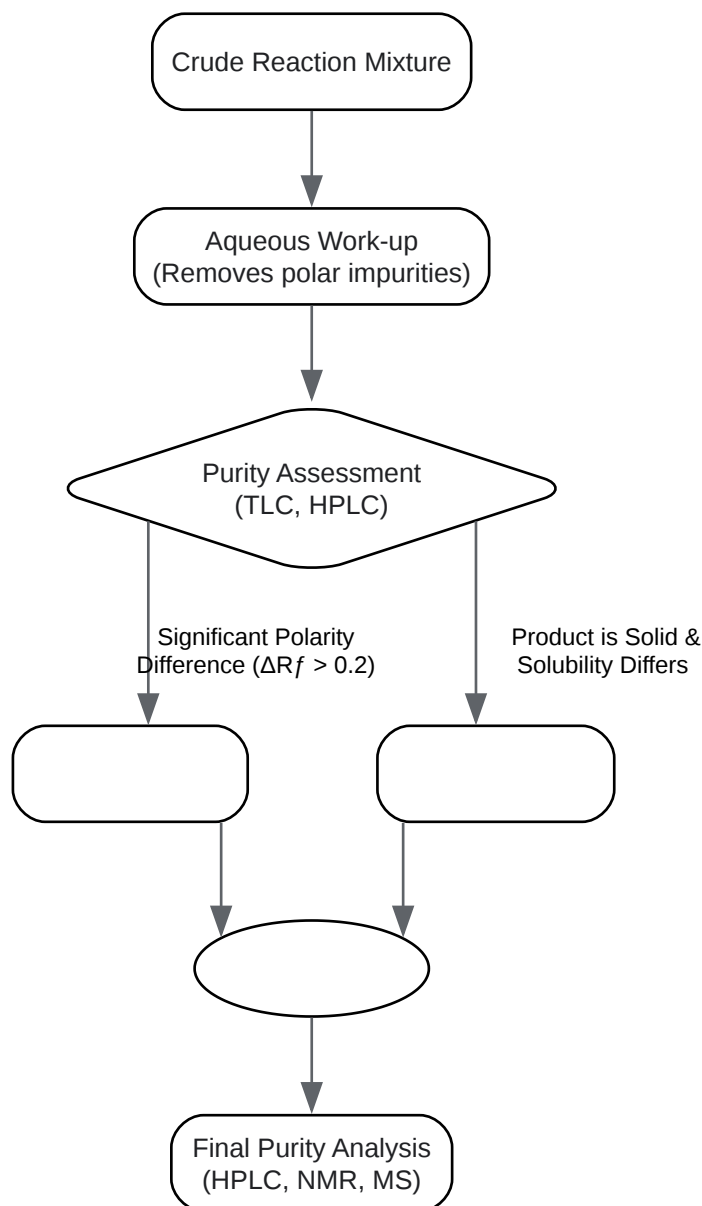 Crude Reaction Mixture
Aqueous Work-up
(Removes polar impurities)
Purity Assessment
(TLC, HPLC)
Significant Polarity
Difference (ΔRƒ > 0.2)
Product is Solid &
Solubility Differs
Final Purity Analysis
(HPLC, NMR, MS)